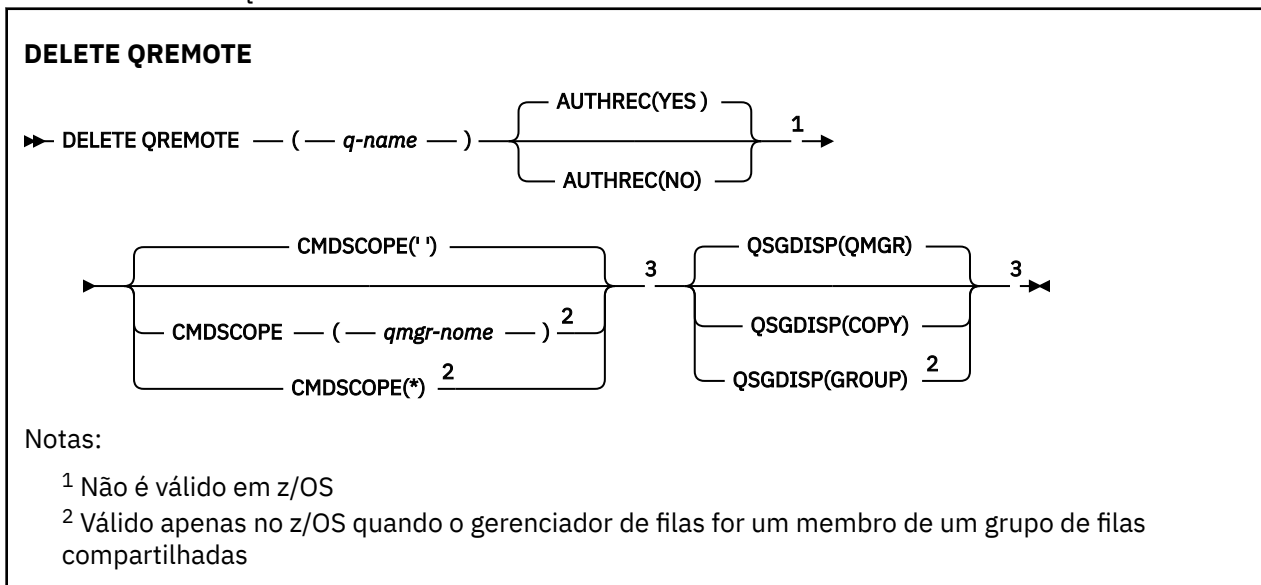 DELETE QREMOTE
AUTHREC(YES )
DELETE QREMOTE ( q-name ) 1
AUTHREC(NO)
CMDSCOPE(' ') QSGDISP(QMGR)
3 3
CMDSCOPE ( qmgr-nome ) 2 QSGDISP(COPY)
CMDSCOPE(*) 2 QSGDISP(GROUP) 2
Notas:
1 Não é válido em z/OS
2 Válido apenas no z/OS quando o gerenciador de filas for um membro de um grupo de filas
compartilhadas